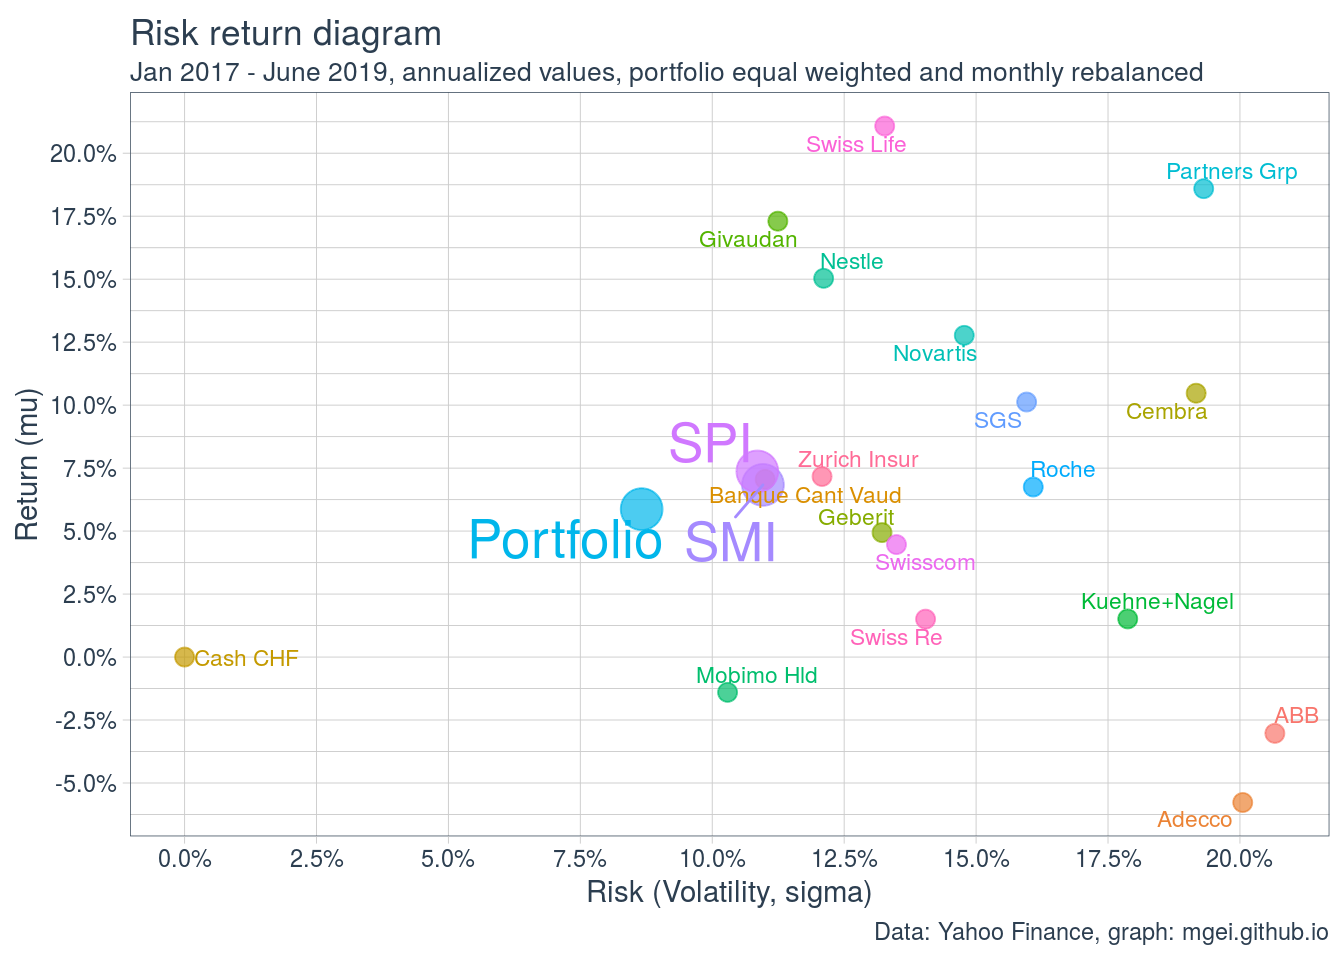 Risk return diagram
Jan 2017 - June 2019, annualized values, portfolio equal weighted and monthly rebalanced
Return (mu)
20.0%
17.5%
15.0%
12.5%
10.0%
7.5%
5.0%
2.5%
0.0%
-2.5%
-5.0%
Swiss Life
Partners Grp
Givaudan
Nestle
Novartis
Cembra
SGS
SPI
Zurich Insur
Roche
Banque Cant Vaud
Geberit
Portfolio
SMI
Swisscom
Kuehne+Nagel
Swiss Re
Cash CHF
Mobimo Hld
ABB
Adecco
0.0%
2.5%
5.0%
7.5%
10.0%
12.5%
15.0%
17.5%
20.0%
Risk (Volatility, sigma)
Data: Yahoo Finance, graph: mgei.github.io